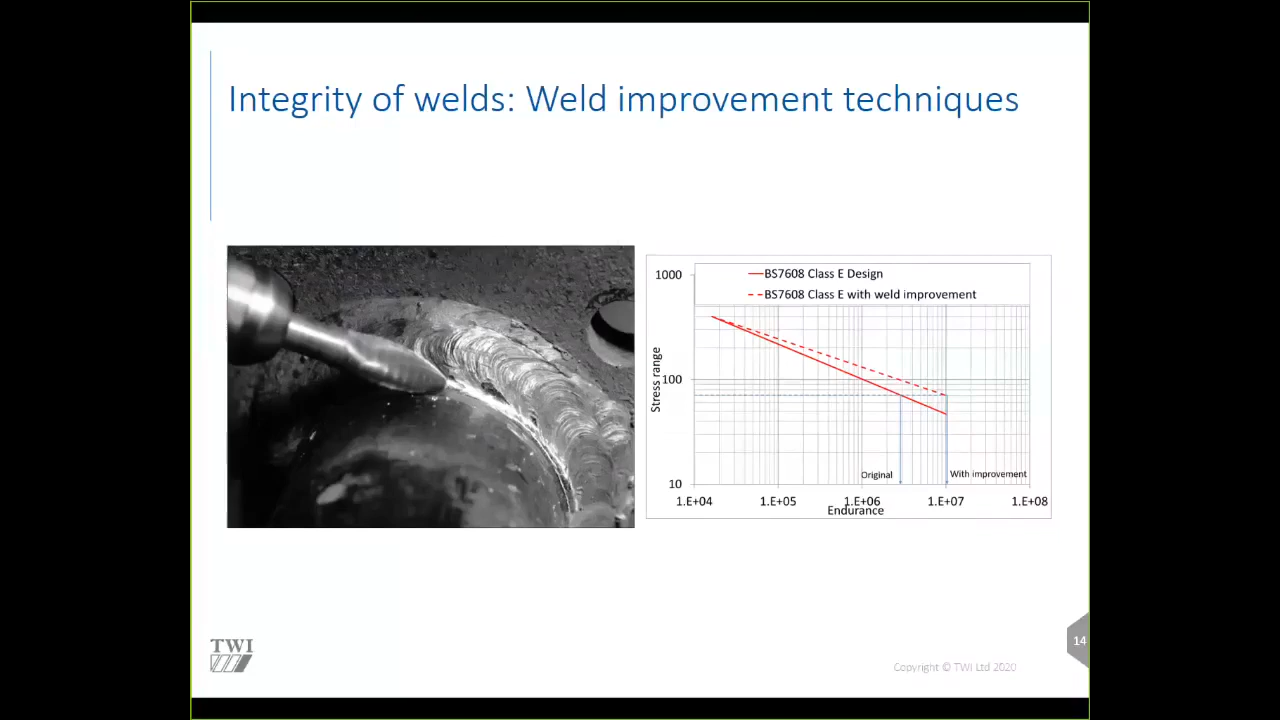 Integrity of welds: Weld improvement techniques
BS7608 Class E Design
BS7608 Class E with weld improvement
1000
100
10
Stress range
Original
With improvement
1.E+04
1.E+05
1.E+06
1.E+07
1.E+08
Endurance
TWI
14
Copyright © TWI Ltd 2020